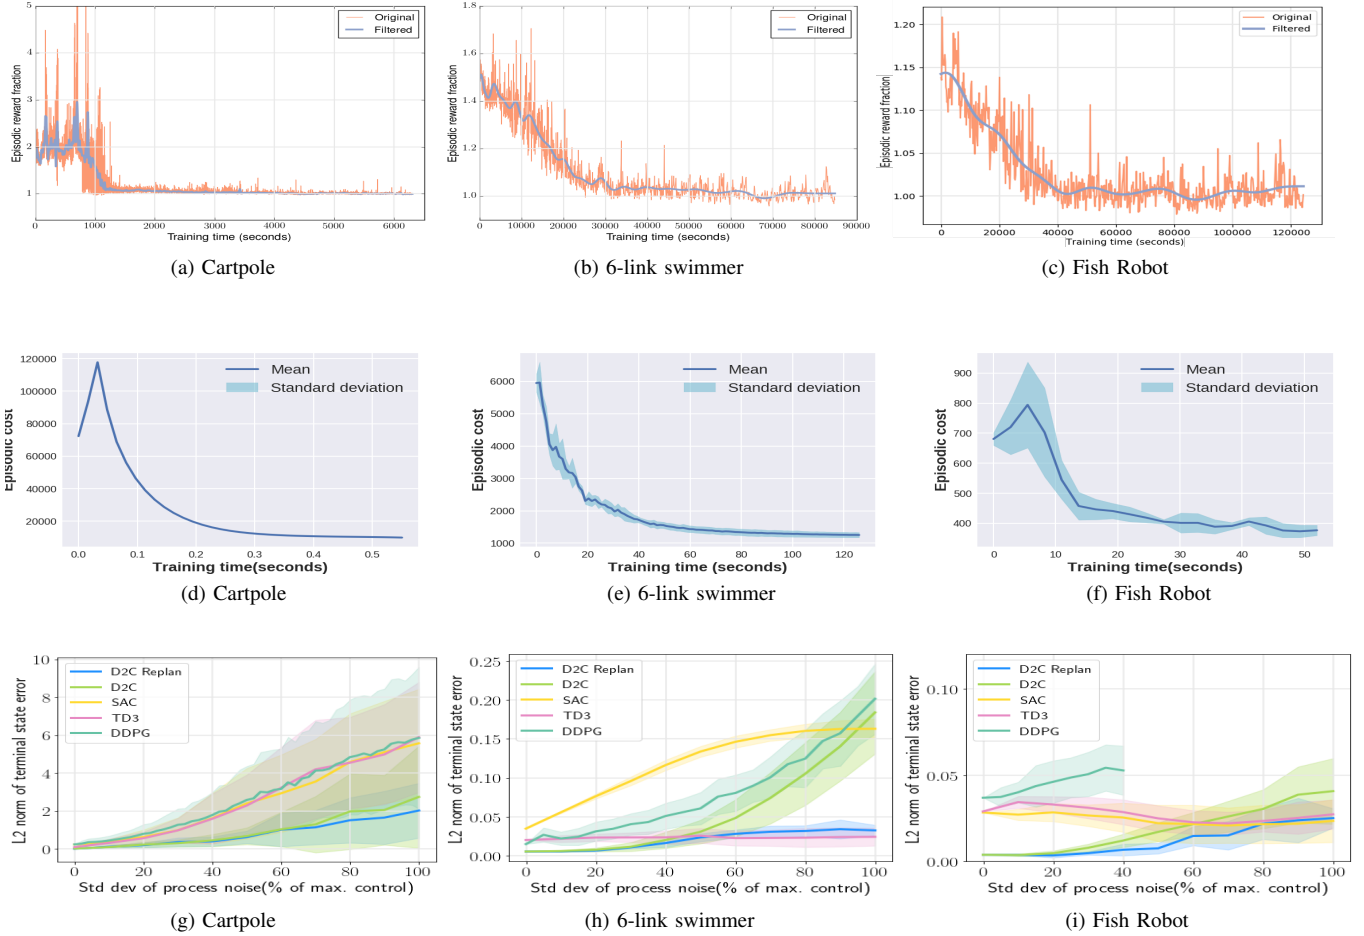 Episodic reward fraction
5
4
3
2
1
0 1000 2000 3000 4000 5000 6000
Training time (seconds)
Original
Filtered
(a) Cartpole
Episodic reward fraction
1.8
1.6
1.4
1.2
1.0
0 10000 20000 30000 40000 50000 60000 70000 80000 90000
Training time (seconds)
Original
Filtered
(b) 6-link swimmer
Episodic reward fraction
1.20
1.15
1.10
1.05
1.00
0 20000 40000 60000 80000 100000 120000
Training time (seconds)
Original
Filtered
(c) Fish Robot
Episodic cost
120000
100000
80000
60000
40000
20000
0.0 0.1 0.2 0.3 0.4 0.5
Training time(seconds)
Mean
Standard deviation
(d) Cartpole
Episodic cost
6000
5000
4000
3000
2000
1000
0 20 40 60 80 100 120
Training time (seconds)
Mean
Standard deviation
(e) 6-link swimmer
Episodic cost
900
800
700
600
500
400
0 10 20 30 40 50
Training time(seconds)
Mean
Standard deviation
(f) Fish Robot
L2 norm of terminal state error
10
8
6
4
2
0
0 20 40 60 80 100
Std dev of process noise(% of max. control)
D2C Replan
D2C
SAC
TD3
DDPG
(g) Cartpole
L2 norm of terminal state error
0.25
0.20
0.15
0.10
0.05
0.00
0 20 40 60 80 100
Std dev of process noise(% of max. control)
D2C Replan
D2C
SAC
TD3
DDPG
(h) 6-link swimmer
L2 norm of terminal state error
0.10
0.05
0.00
0 20 40 60 80 100
Std dev of process noise(% of max. control)
D2C Replan
D2C
SAC
TD3
DDPG
(i) Fish Robot